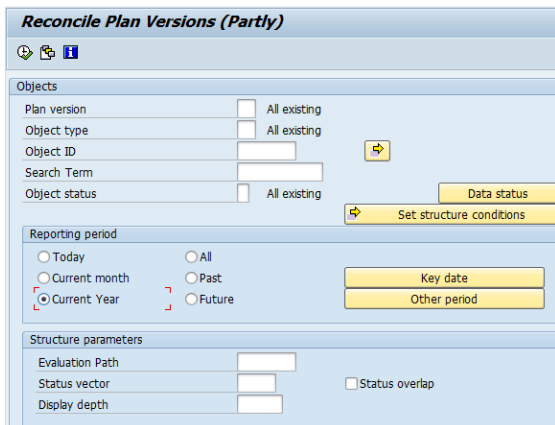 Reconcile Plan Versions (Partly)
Objects
Plan version All existing
Object type All existing
Object ID
Search Term
Object status All existing Data status
Set structure conditions
Reporting period
Today All
Current month Past Key date
Current Year Future Other period
Structure parameters
Evaluation Path
Status vector Status overlap
Display depth